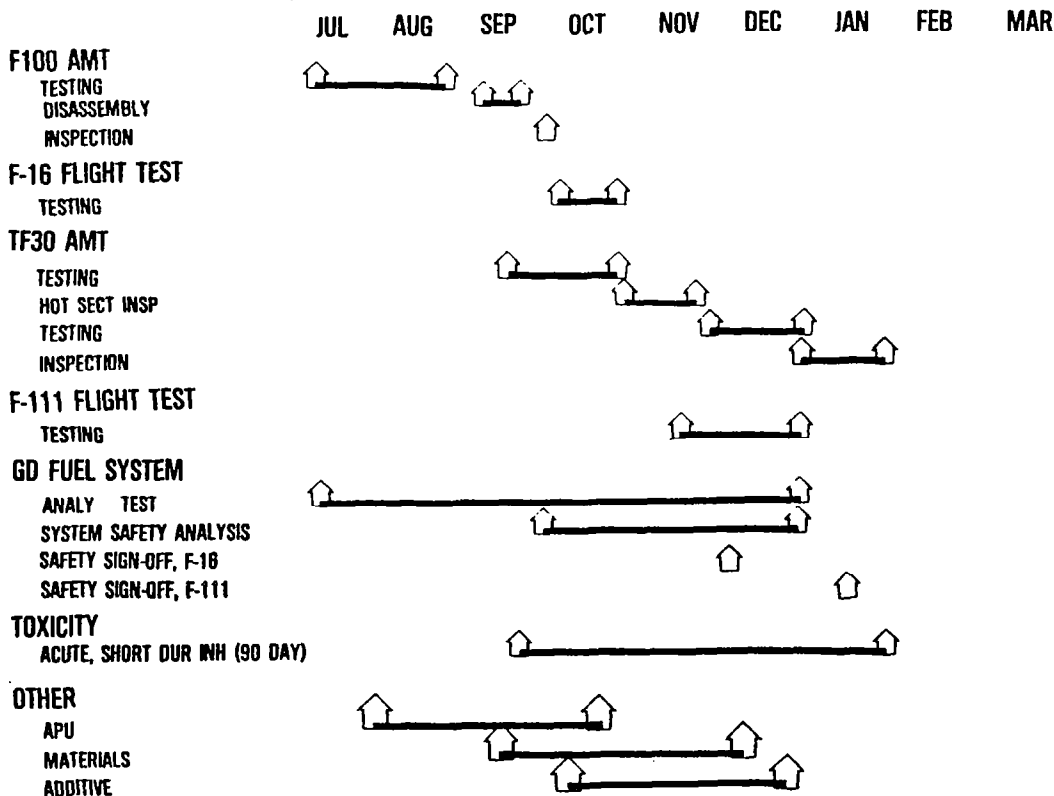 JUL AUG SEP OCT NOV DEC JAN FEB MAR
F100 AMT
TESTING
DISASSEMBLY
INSPECTION
F-16 FLIGHT TEST
TESTING
TF30 AMT
TESTING
HOT SECT INSP
TESTING
INSPECTION
F-111 FLIGHT TEST
TESTING
GD FUEL SYSTEM
ANALY TEST
SYSTEM SAFETY ANALYSIS
SAFETY SIGN-OFF, F-16
SAFETY SIGN-OFF, F-111
TOXICITY
ACUTE, SHORT DUR INH (90 DAY)
OTHER
APU
MATERIALS
ADDITIVE